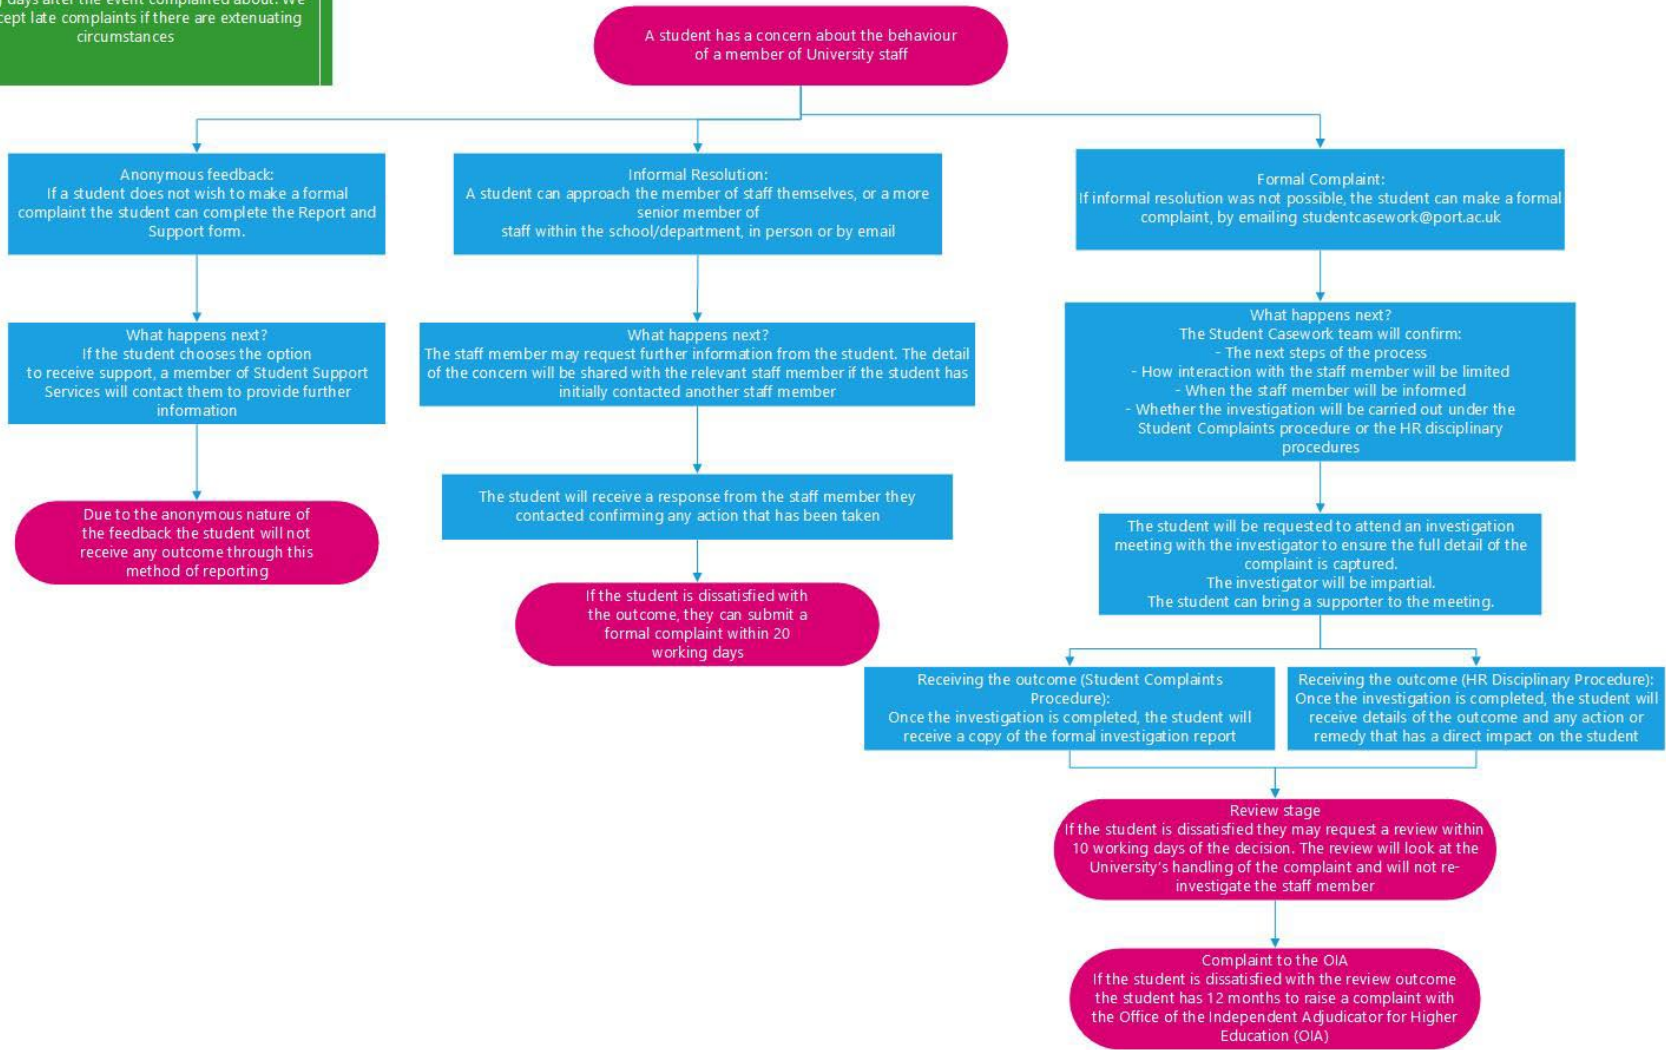 days after the event complained about. We
cept late complaints if there are extenuating
circumstances
A student has a concern about the behaviour
of a member of University staff
Anonymous feedback:
If a student does not wish to make a formal
complaint the student can complete the Report and
Support form.
What happens next?
If the student chooses the option
to receive support, a member of Student Support
Services will contact them to provide further
information
Due to the anonymous nature of
the feedback the student will not
receive any outcome through this
method of reporting
Informal Resolution:
A student can approach the member of staff themselves, or a more
senior member of
staff within the school/department, in person or by email
What happens next?
The staff member may request further information from the student. The detail
of the concern will be shared with the relevant staff member if the student has
initially contacted another staff member
The student will receive a response from the staff member they
contacted confirming any action that has been taken
If the student is dissatisfied with
the outcome, they can submit a
formal complaint within 20
working days
Formal Complaint:
If informal resolution was not possible, the student can make a formal
complaint, by emailing studentcasework@port.ac.uk
What happens next?
The Student Casework team will confirm:
- The next steps of the process
- How interaction with the staff member will be limited
- When the staff member will be informed
- Whether the investigation will be carried out under the
Student Complaints procedure or the HR disciplinary
procedures
The student will be requested to attend an investigation
meeting with the investigator to ensure the full detail of the
complaint is captured.
The investigator will be impartial.
The student can bring a supporter to the meeting.
Receiving the outcome (Student Complaints
Procedure):
Once the investigation is completed, the student will
receive a copy of the formal investigation report
Receiving the outcome (HR Disciplinary Procedure):
Once the investigation is completed, the student will
receive details of the outcome and any action or
remedy that has a direct impact on the student
Review stage
If the student is dissatisfied they may request a review within
10 working days of the decision. The review will look at the
University's handling of the complaint and will not re-
investigate the staff member
Complaint to the OIA
If the student is dissatisfied with the review outcome
the student has 12 months to raise a complaint with
the Office of the Independent Adjudicator for Higher
Education (OIA)